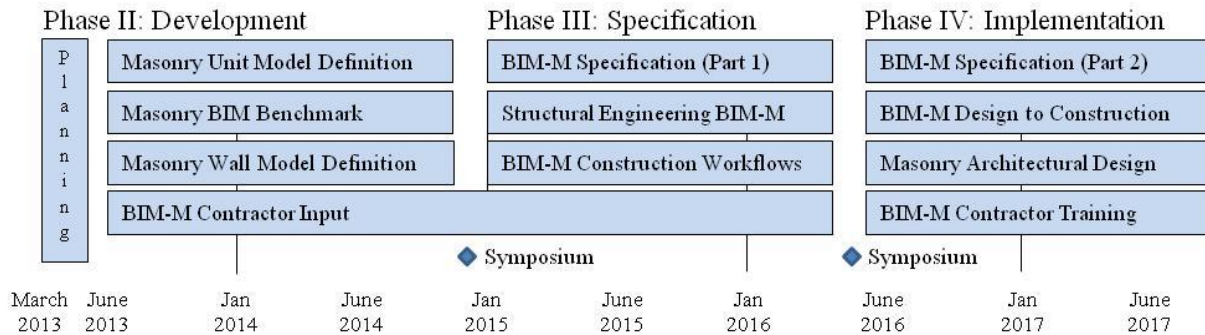 Phase II: Development
Phase III: Specification
Phase IV: Implementation
Planning
Masonry Unit Model Definition
BIM-M Specification (Part 1)
BIM-M Specification (Part 2)
Masonry BIM Benchmark
Structural Engineering BIM-M
BIM-M Design to Construction
Masonry Wall Model Definition
BIM-M Construction Workflows
Masonry Architectural Design
BIM-M Contractor Input
BIM-M Contractor Training
Symposium
Symposium
March
2013
June
2013
Jan
2014
June
2014
Jan
2015
June
2015
Jan
2016
June
2016
Jan
2017
June
2017